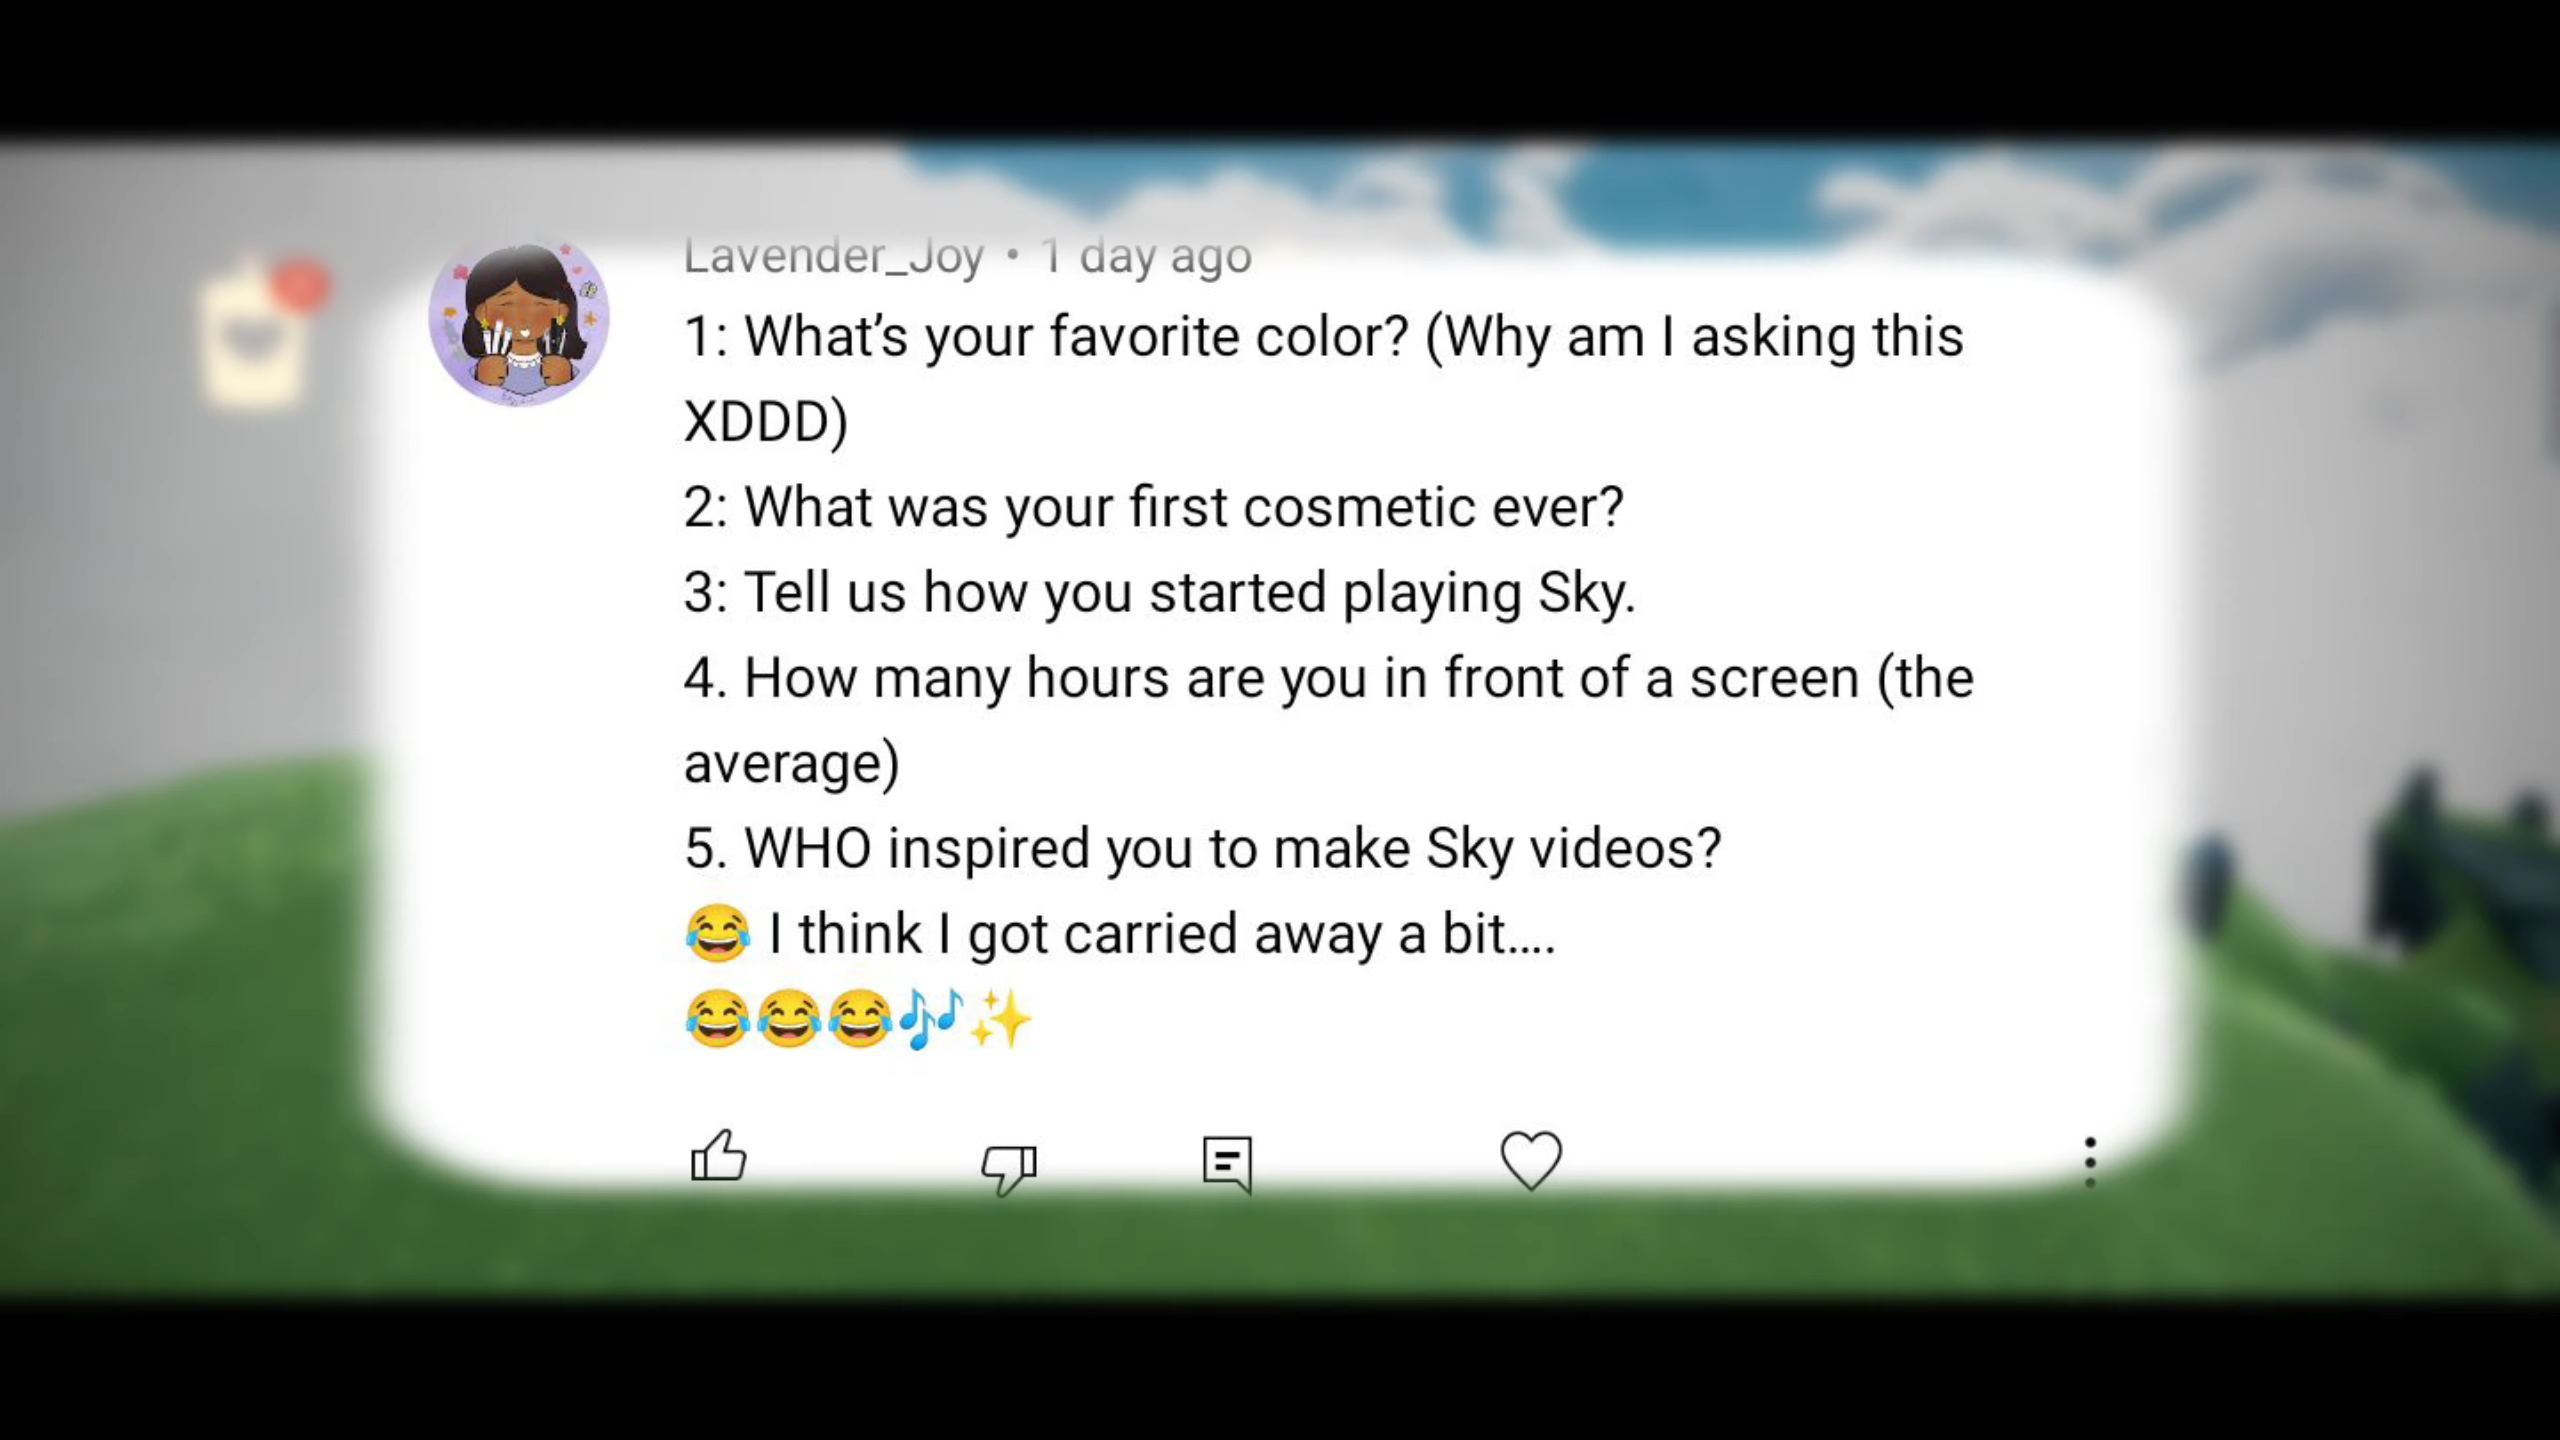 Lavender_Joy • 1 day ago
1: What’s your favorite color? (Why am I asking this
XDDD)
2: What was your first cosmetic ever?
3: Tell us how you started playing Sky.
4. How many hours are you in front of a screen (the
average)
5. WHO inspired you to make Sky videos?
😂 I think I got carried away a bit....
😂😂😂🎶✨